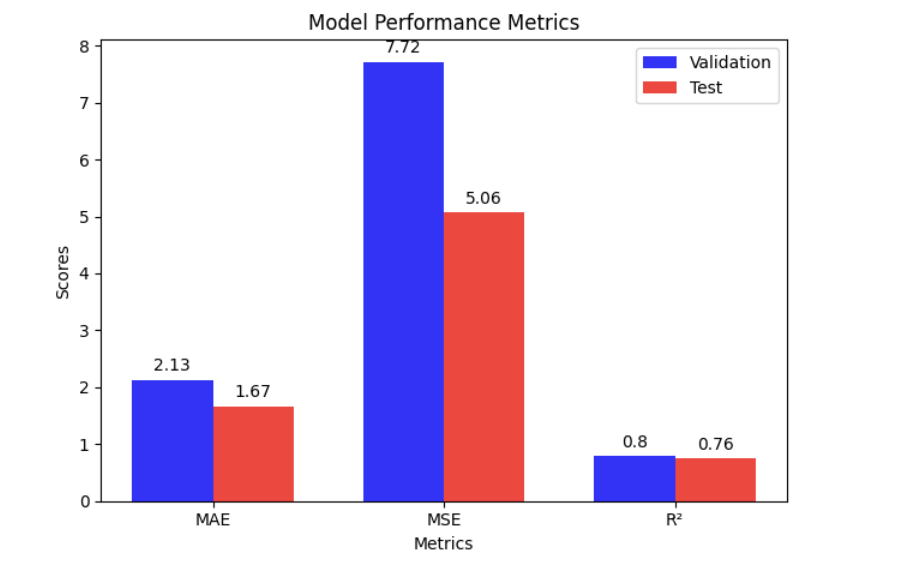 Model Performance Metrics
8
7
6
5
4
3
2
1
0
Scores
7.72
5.06
2.13
1.67
0.8
0.76
Validation
Test
MAE
MSE
R²
Metrics